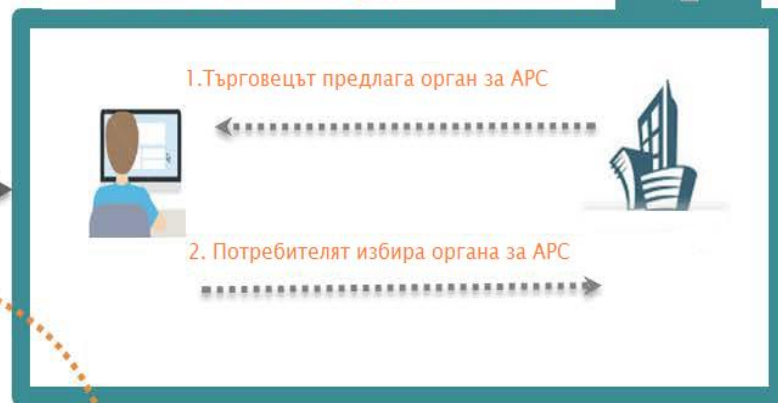 1.Търговецът предлага орган за АРС
2. Потребителят избира органа за АРС